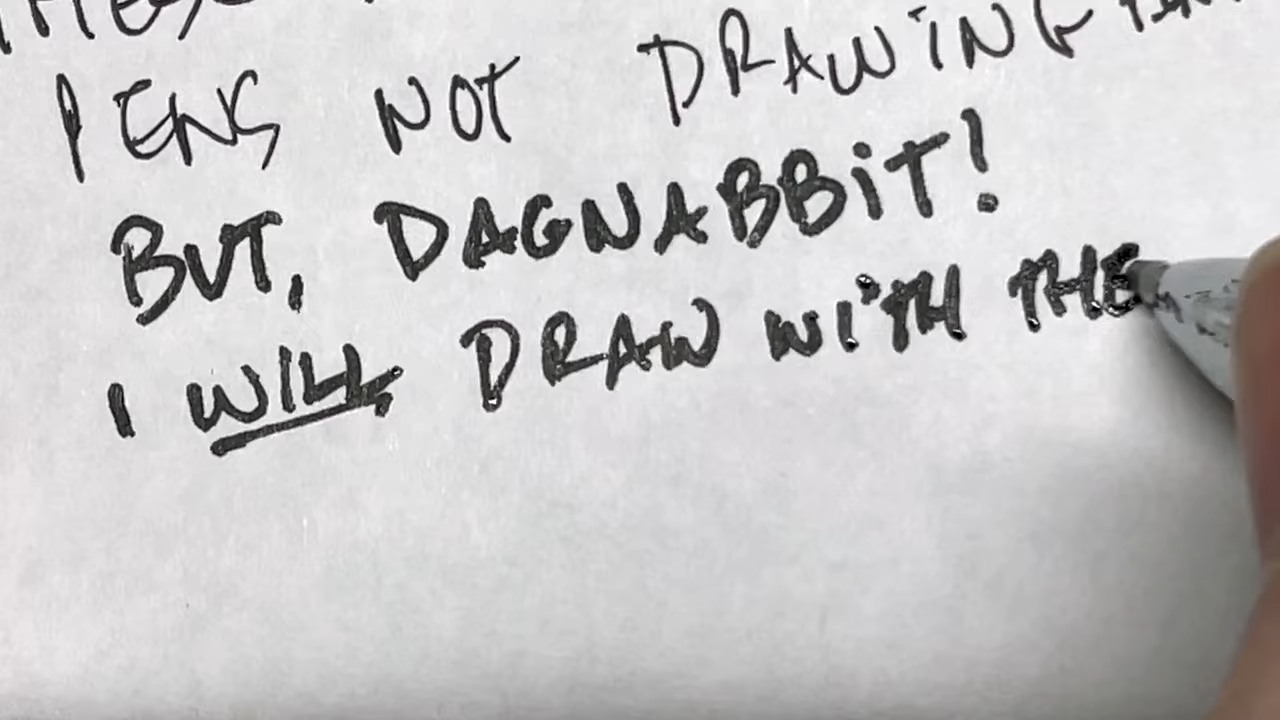 PENS NOT DRAWING
BUT, DAGNABBiT!
I WILL DRAW WITH THE